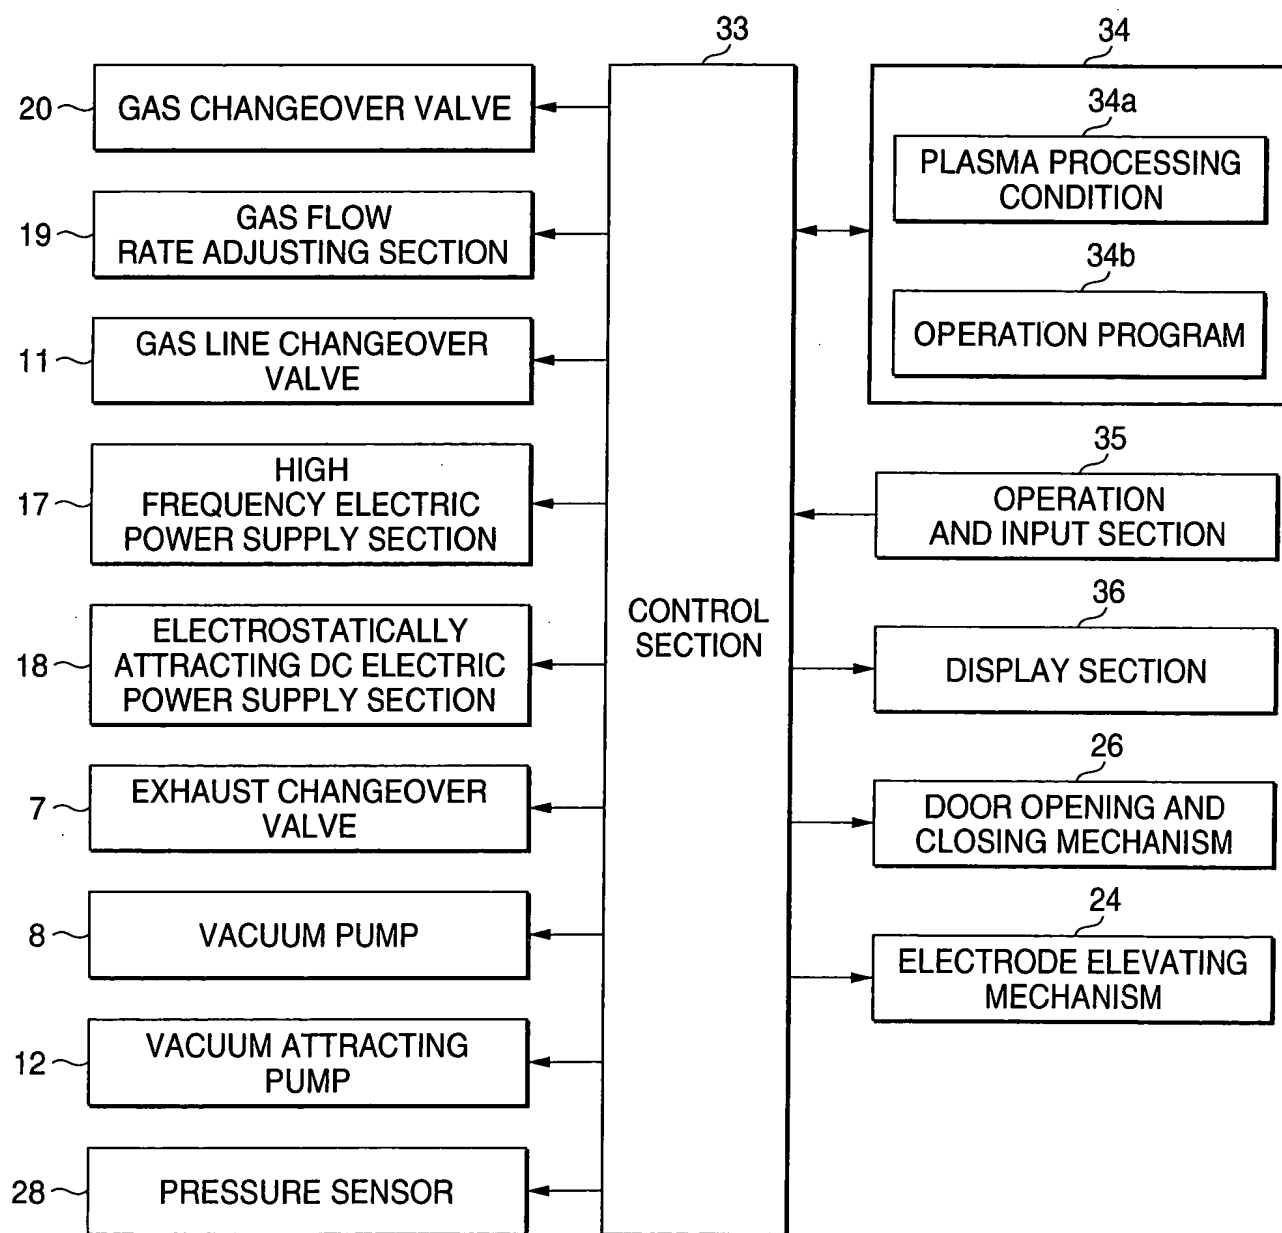 33
34
20
GAS CHANGEOVER VALVE
34a
PLASMA PROCESSING
CONDITION
19
GAS FLOW
RATE ADJUSTING SECTION
34b
OPERATION PROGRAM
11
GAS LINE CHANGEOVER
VALVE
17
HIGH
FREQUENCY ELECTRIC
POWER SUPPLY SECTION
35
OPERATION
AND INPUT SECTION
CONTROL
SECTION
18
ELECTROSTATICALLY
ATTRACTING DC ELECTRIC
POWER SUPPLY SECTION
36
DISPLAY SECTION
7
EXHAUST CHANGEOVER
VALVE
26
DOOR OPENING AND
CLOSING MECHANISM
8
VACUUM PUMP
24
ELECTRODE ELEVATING
MECHANISM
12
VACUUM ATTRACTING
PUMP
28
PRESSURE SENSOR